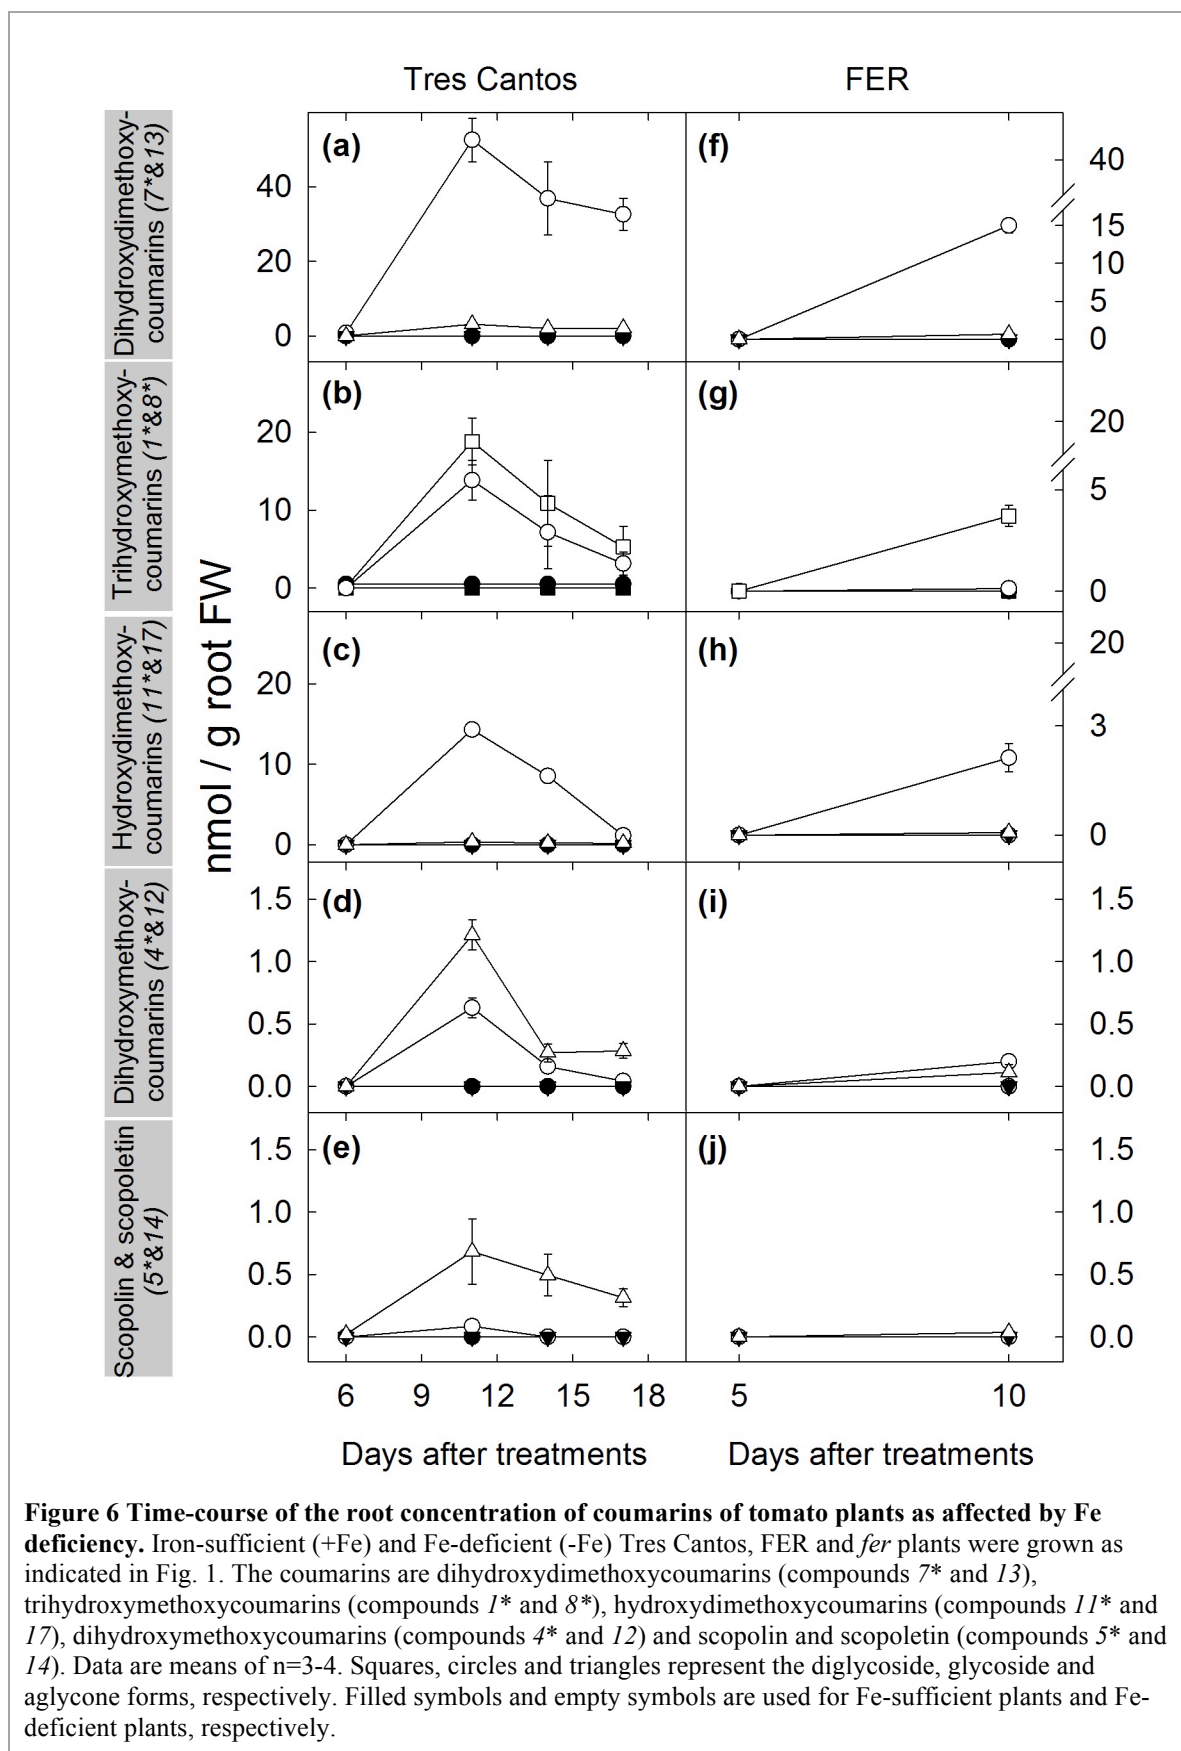 Tres Cantos
FER
Dihydroxydimethoxy-
coumarins (7*&13)
(a)
40
20
0
(f)
40
15
10
5
0
Trihydroxymethoxy-
coumarins (1*&8*)
(b)
20
10
0
(g)
20
5
0
nmol / g root FW
Hydroxydimethoxy-
coumarins (11*&17)
(c)
20
10
0
(h)
20
3
0
Dihydroxymethoxy-
coumarins (4*&12)
(d)
1.5
1.0
0.5
0.0
(i)
1.5
1.0
0.5
0.0
Scopolin & scopoletin
(5*&14)
(e)
1.5
1.0
0.5
0.0
(j)
1.5
1.0
0.5
0.0
6 9 12 15 18
5 10
Days after treatments
Days after treatments
Figure 6 Time-course of the root concentration of coumarins of tomato plants as affected by Fe
deficiency. Iron-sufficient (+Fe) and Fe-deficient (-Fe) Tres Cantos, FER and fer plants were grown as
indicated in Fig. 1. The coumarins are dihydroxydimethoxycoumarins (compounds 7* and 13),
trihydroxymethoxycoumarins (compounds 1* and 8*), hydroxydimethoxycoumarins (compounds 11* and
17), dihydroxymethoxycoumarins (compounds 4* and 12) and scopolin and scopoletin (compounds 5* and
14). Data are means of n=3-4. Squares, circles and triangles represent the diglycoside, glycoside and
aglycone forms, respectively. Filled symbols and empty symbols are used for Fe-sufficient plants and Fe-
deficient plants, respectively.